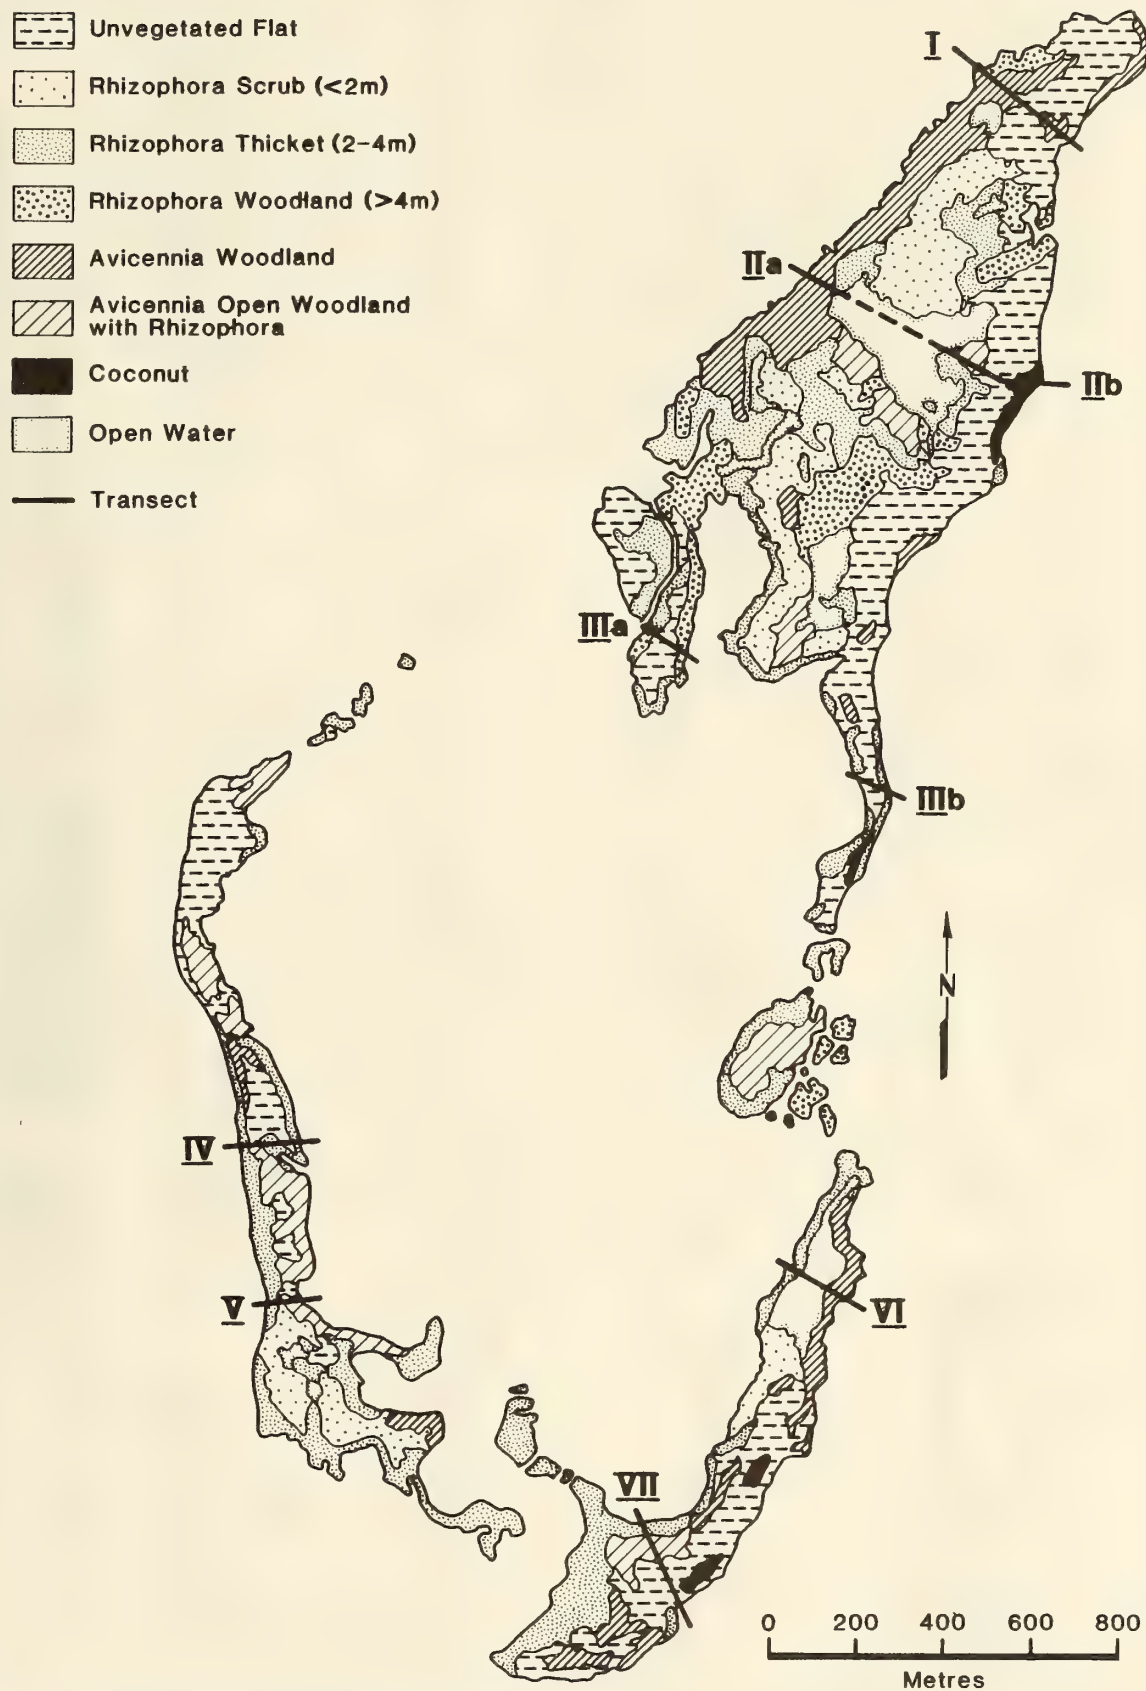 Unvegetated Flat
Rhizophora Scrub (<2m)
Rhizophora Thicket (2-4m)
Rhizophora Woodland (>4m)
Avicennia Woodland
Avicennia Open Woodland
with Rhizophora
Coconut
Open Water
Transect
I
IIa
IIb
IIIa
IIIb
N
IV
V
VI
VII
0 200 400 600 800
Metres